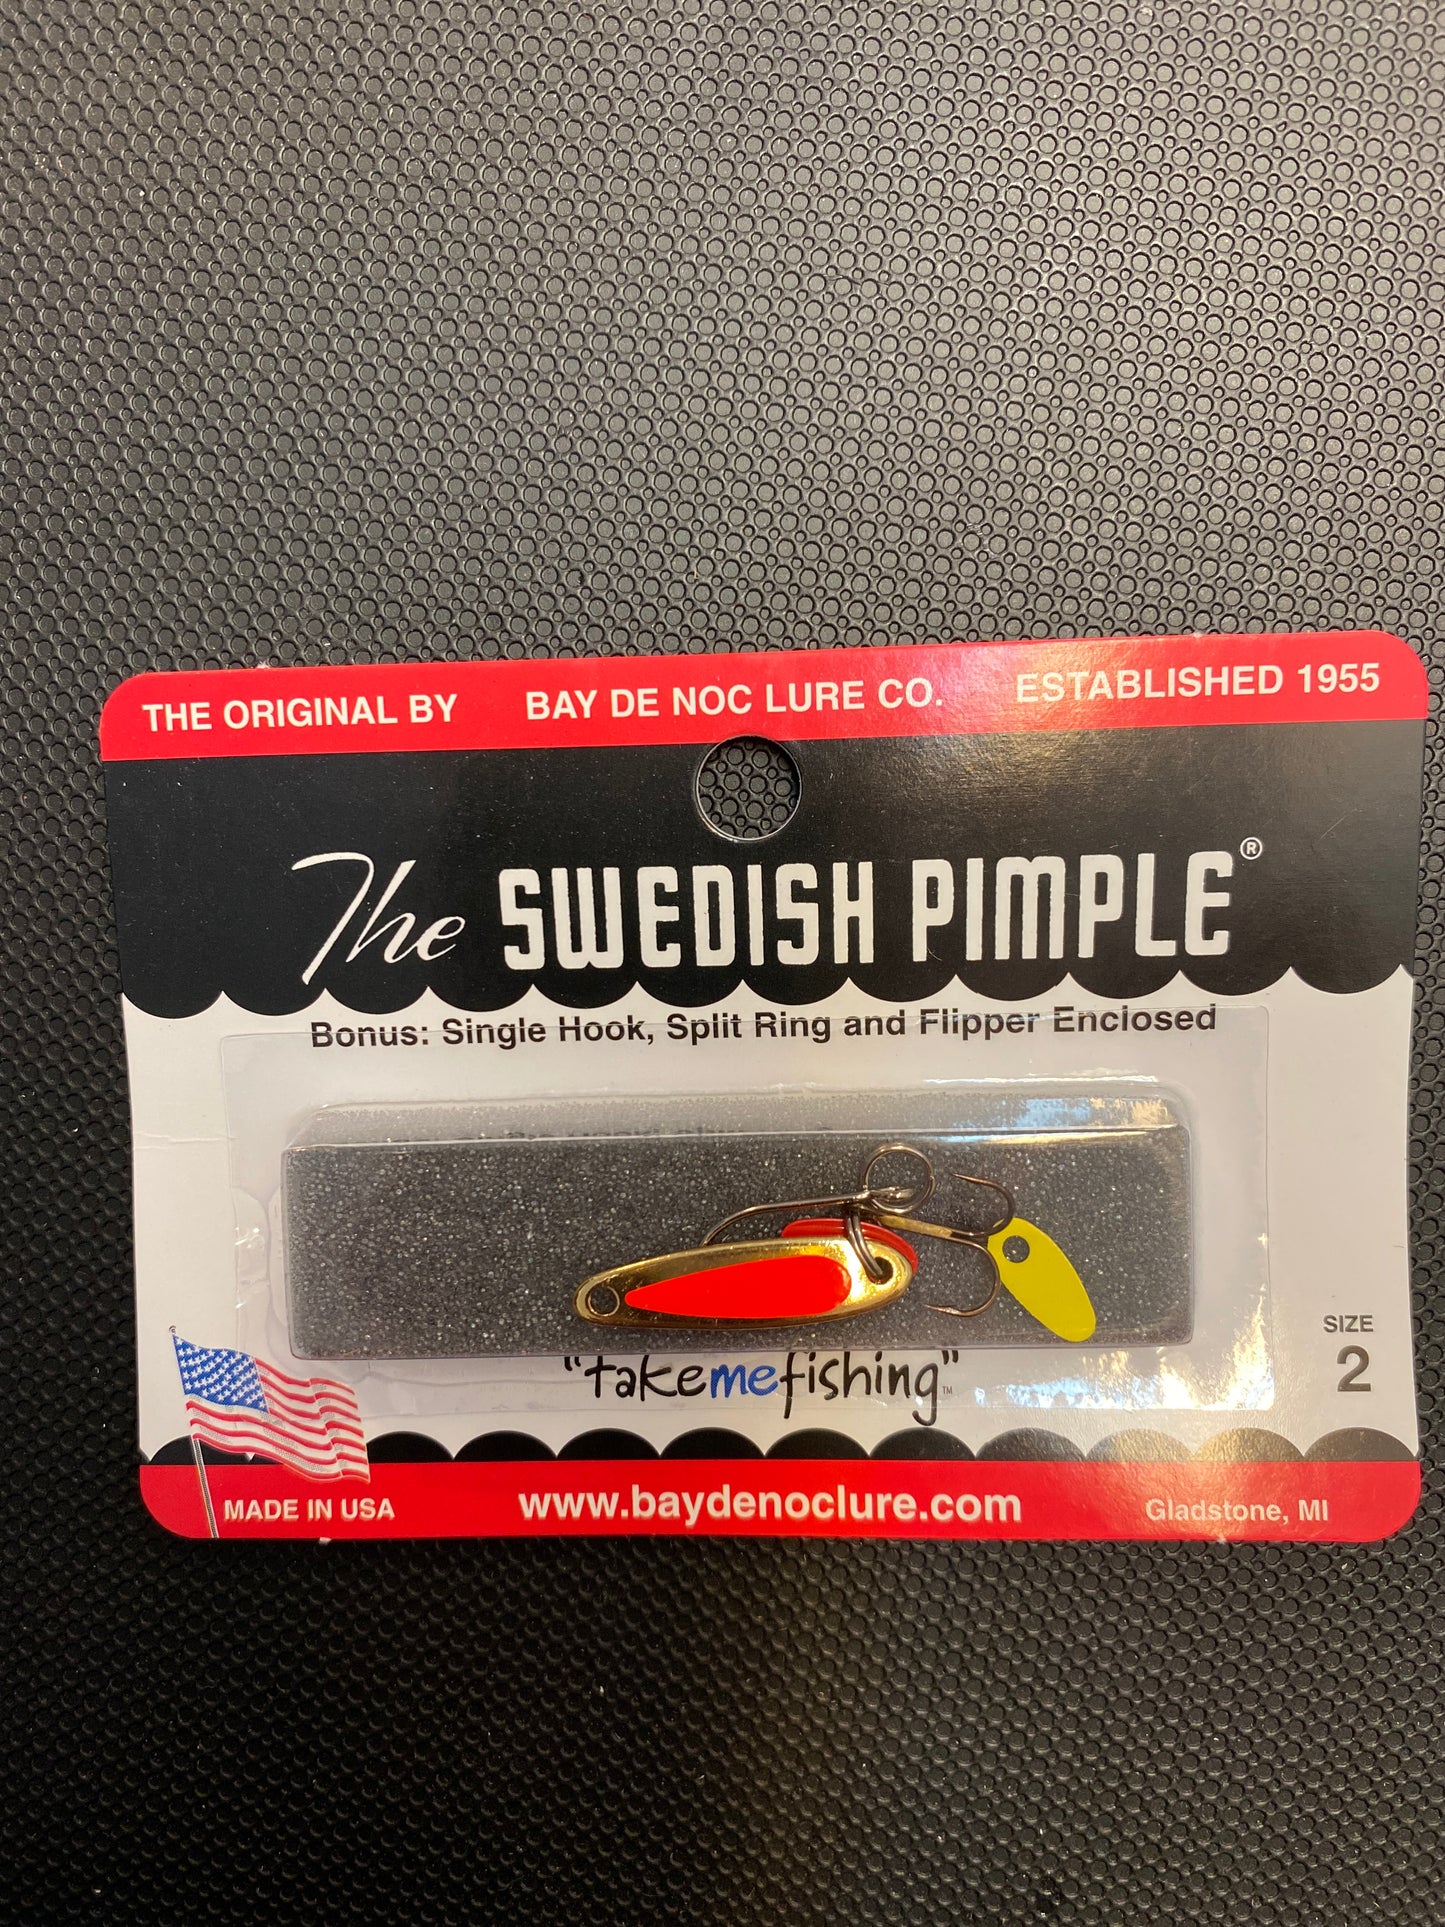 THE ORIGINAL BY BAY DE NOC LURE CO. ESTABLISHED 1955
The SWEDISH PIMPLE®
Bonus: Single Hook, Split Ring and Flipper Enclosed
"takemefishing"™
SIZE
2
MADE IN USA www.baydenoclure.com Gladstone, MI